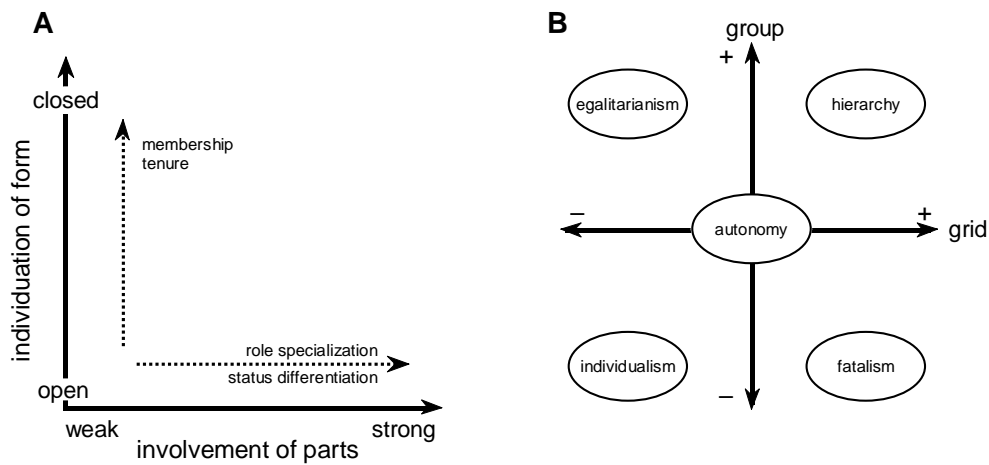 A
closed
individuation of form
membership
tenure
role specialization
status differentiation
open
weak
strong
involvement of parts
B
group
+
egalitarianism
hierarchy
–
autonomy
+
grid
individualism
fatalism
–